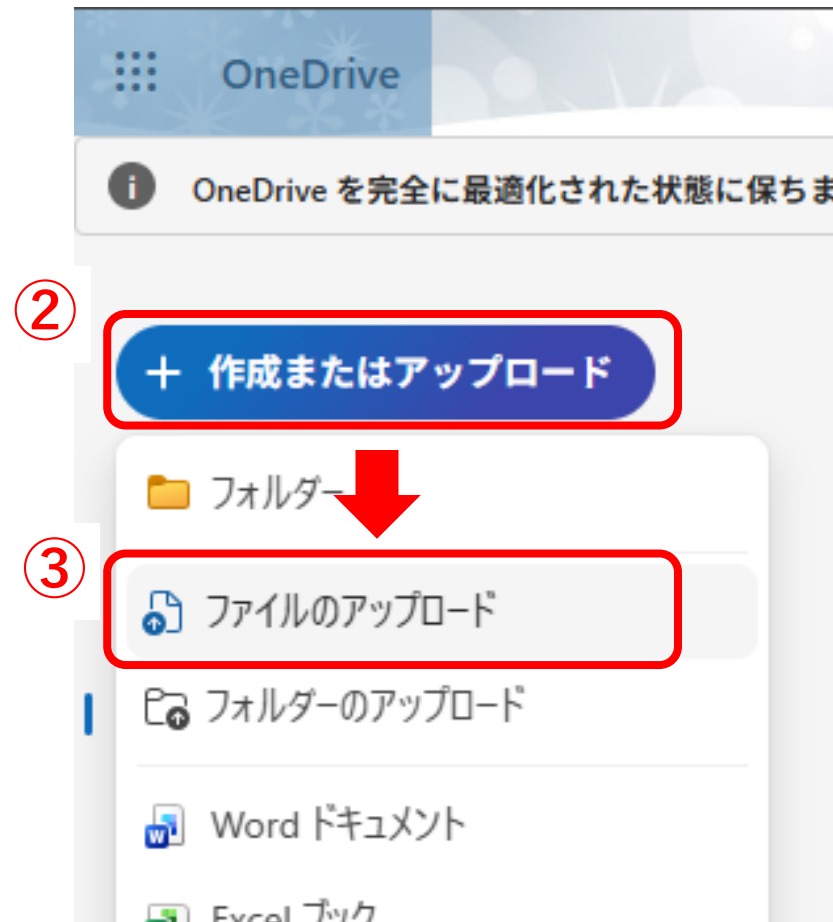 OneDrive
OneDrive を完全に最適化された状態に保ちま
②
+ 作成またはアップロード
フォルダー
③
ファイルのアップロード
フォルダーのアップロード
Word ドキュメント
Excel ブック